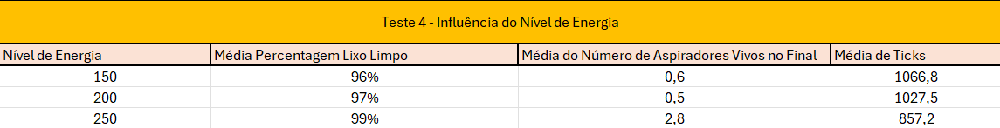 Teste 4 - Influência do Nível de Energia
Nível de Energia Média Percentagem Lixo Limpo Média do Número de Aspiradores Vivos no Final Média de Ticks
150 96% 0,6 1066,8
200 97% 0,5 1027,5
250 99% 2,8 857,2